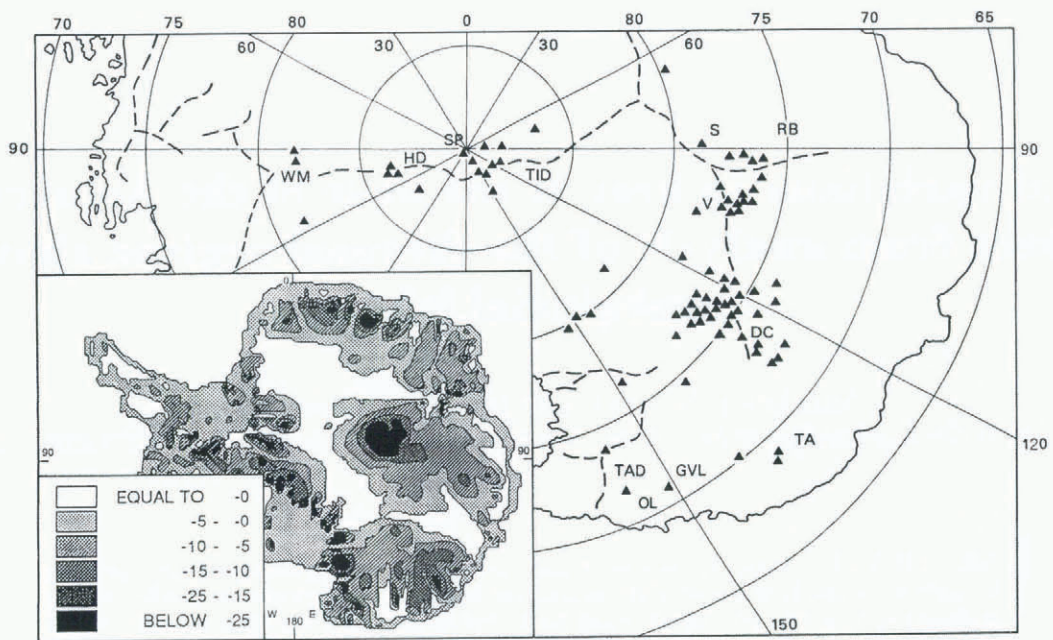 70 80 0 80 75 70 65
60 30 30 60
75
90 SP S RB 90
HD
WM TID
V
DC
0
TA
120
TAD GVL
OL
90 90
EQUAL TO -0
-5 - -0
-10 - -5
-15 - -10
-25 - -15
BELOW -25
W 180 E
150